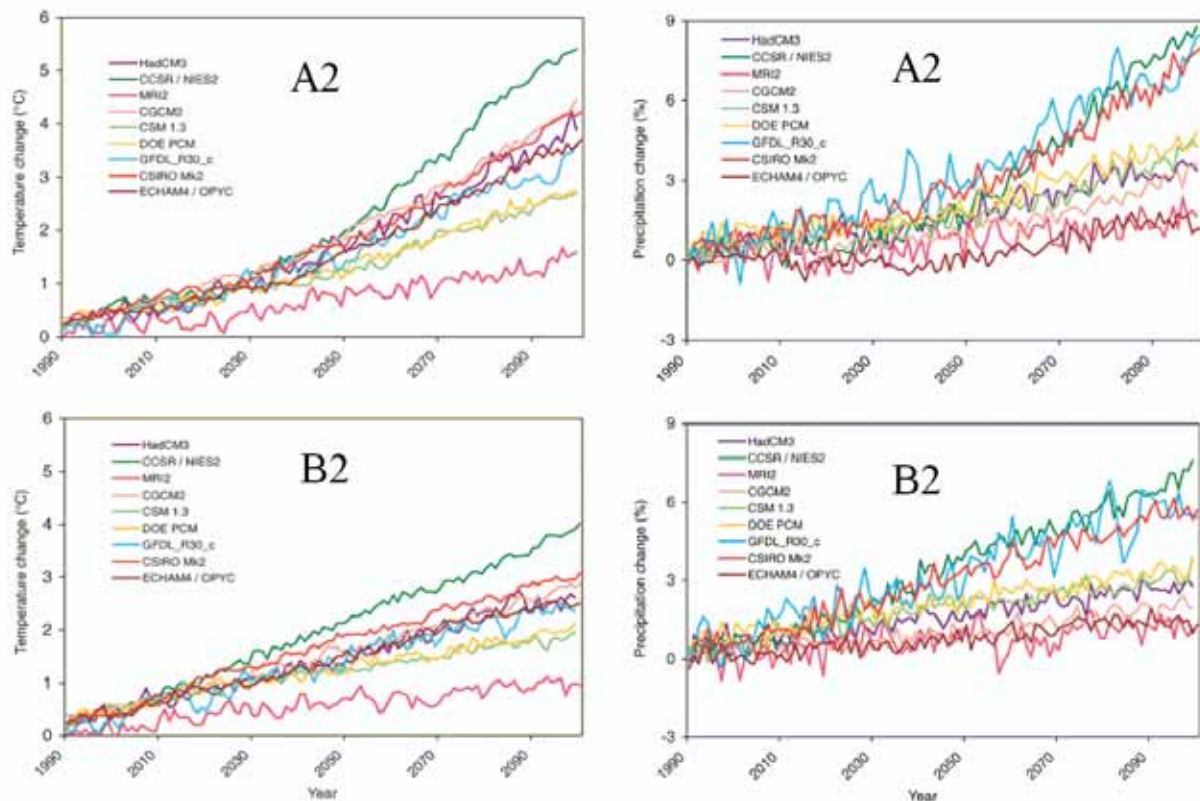 6
5
4
3
2
1
0
Temperature change (°C)
HadCM3
CCSR / NIES2
MRI2
CGCM2
CSM 1.3
DOE PCM
GFDL_R30_c
CSIRO Mk2
ECHAM4 / OPYC
A2
1990
2010
2030
2050
2070
2090
9
6
3
0
-3
Precipitation change (%)
HadCM3
CCSR / NIES2
MRI2
CGCM2
CSM 1.3
DOE PCM
GFDL_R30_c
CSIRO Mk2
ECHAM4 / OPYC
A2
1990
2010
2030
2050
2070
2090
6
5
4
3
2
1
0
Temperature change (°C)
HadCM3
CCSR / NIES2
MRI2
CGCM2
CSM 1.3
DOE PCM
GFDL_R30_c
CSIRO Mk2
ECHAM4 / OPYC
B2
1990
2010
2030
2050
2070
2090
Year
9
6
3
0
-3
Precipitation change (%)
HadCM3
CCSR / NIES2
MRI2
CGCM2
CSM 1.3
DOE PCM
GFDL_R30_c
CSIRO Mk2
ECHAM4 / OPYC
B2
1990
2010
2030
2050
2070
2090
Year